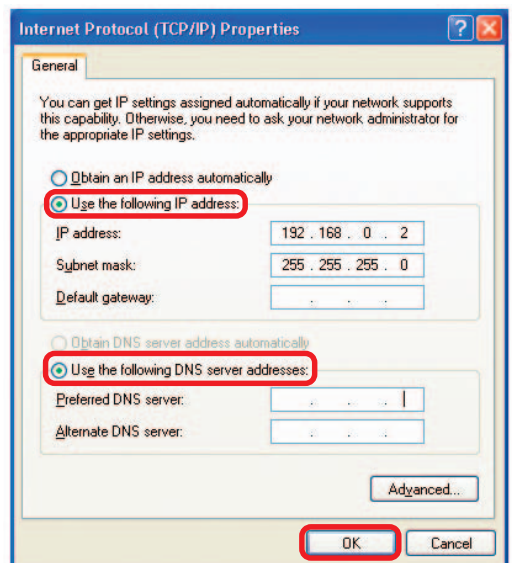 Internet Protocol (TCP/IP) Properties
General
You can get IP settings assigned automatically if your network supports
this capability. Otherwise, you need to ask your network administrator for
the appropriate IP settings.
Obtain an IP address automatically
Use the following IP address:
IP address: 192 . 168 . 0 . 2
Subnet mask: 255 . 255 . 255 . 0
Default gateway: . . .
Obtain DNS server address automatically
Use the following DNS server addresses:
Preferred DNS server: . . .
Alternate DNS server: . . .
Advanced...
OK Cancel